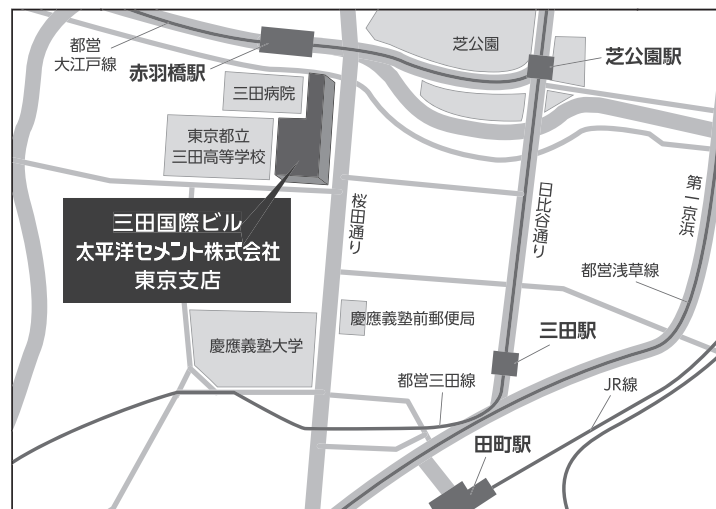 都営
大江戸線
赤羽橋駅
芝公園
芝公園駅
三田病院
東京都立
三田高等学校
三田国際ビル
太平洋セメント株式会社
東京支店
桜田通り
日比谷通り
第一京浜
都営浅草線
慶應義塾前郵便局
慶應義塾大学
三田駅
都営三田線
JR線
田町駅